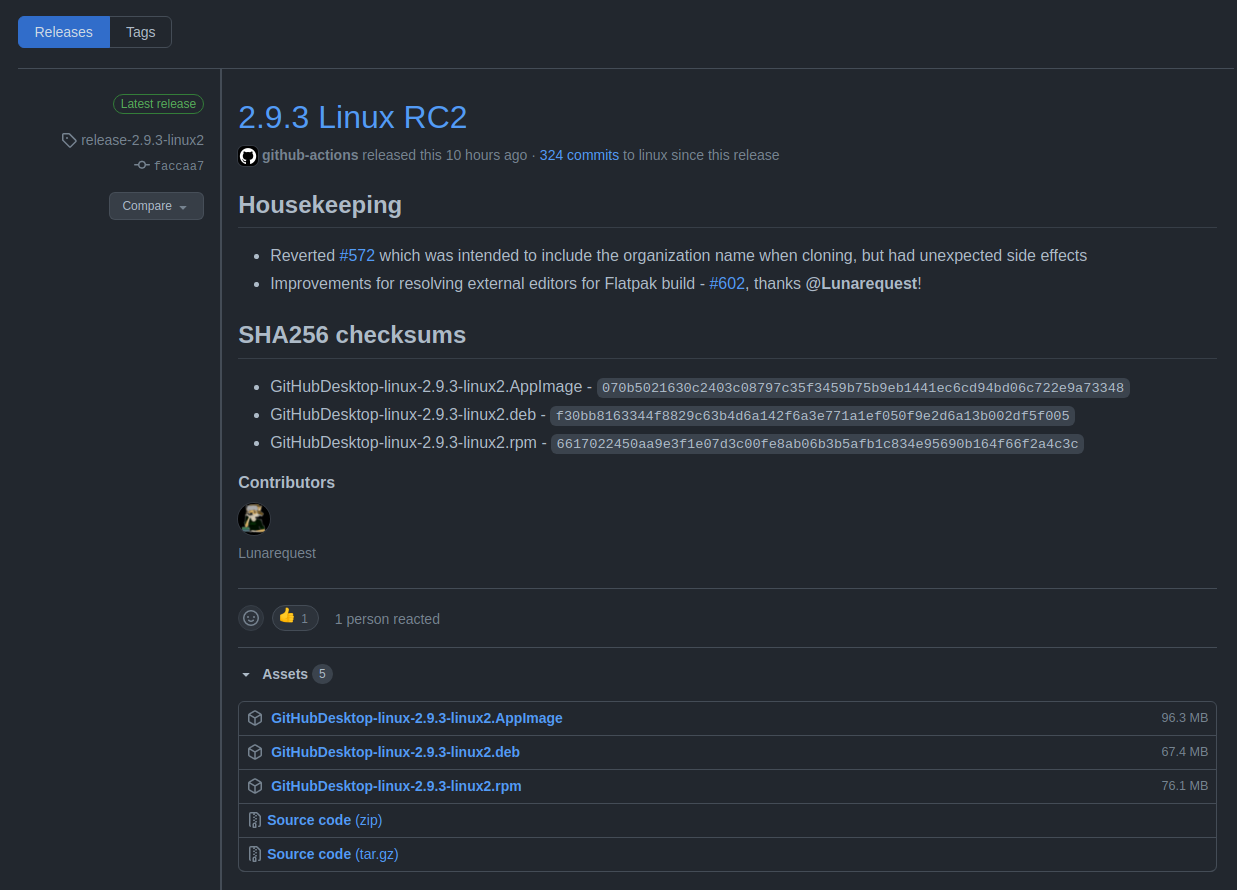 Releases Tags
Latest release
release-2.9.3-linux2
faccaa7
Compare
2.9.3 Linux RC2
github-actions released this 10 hours ago · 324 commits to linux since this release
Housekeeping
Reverted #572 which was intended to include the organization name when cloning, but had unexpected side effects
Improvements for resolving external editors for Flatpak build - #602, thanks @Lunarequest!
SHA256 checksums
GitHubDesktop-linux-2.9.3-linux2.AppImage - 070b5021630c2403c08797c35f3459b75b9eb1441ec6cd94bd06c722e9a73348
GitHubDesktop-linux-2.9.3-linux2.deb - f30bb8163344f8829c63b4d6a142f6a3e771a1ef050f9e2d6a13b002df5f005
GitHubDesktop-linux-2.9.3-linux2.rpm - 6617022450aa9e3f1e07d3c00fe8ab06b3b5afb1c834e95690b164f66f2a4c3c
Contributors
Lunarequest
👍 1 1 person reacted
Assets 5
GitHubDesktop-linux-2.9.3-linux2.AppImage 96.3 MB
GitHubDesktop-linux-2.9.3-linux2.deb 67.4 MB
GitHubDesktop-linux-2.9.3-linux2.rpm 76.1 MB
Source code (zip)
Source code (tar.gz)